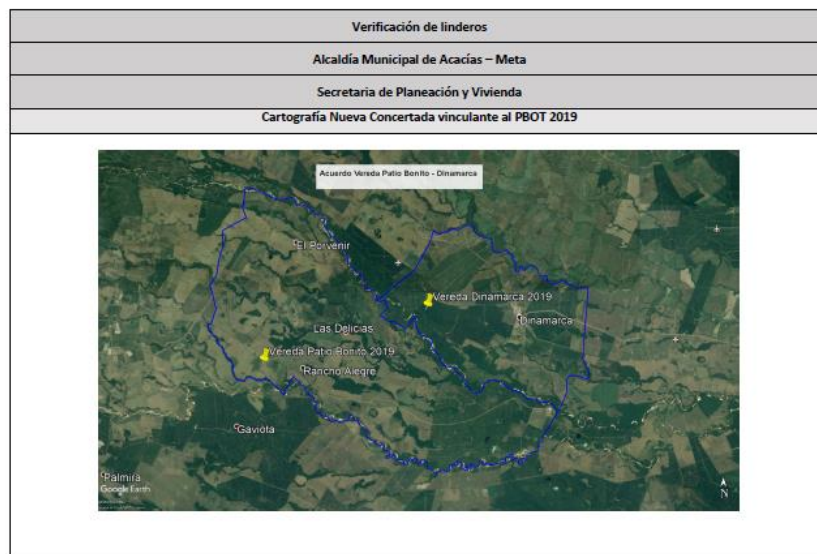 Verificación de linderos
Alcaldía Municipal de Acacías – Meta
Secretaria de Planeación y Vivienda
Cartografía Nueva Concertada vinculante al PBOT 2019
Acuerdo Vereda Patio Bonito - Dinamarca
El Porvenir
Vereda Dinamarca 2019
Dinamarca
Las Delicias
Vereda Patio Bonito 2019
Rancho Alegre
Gaviota
Palmira
Google Earth
N